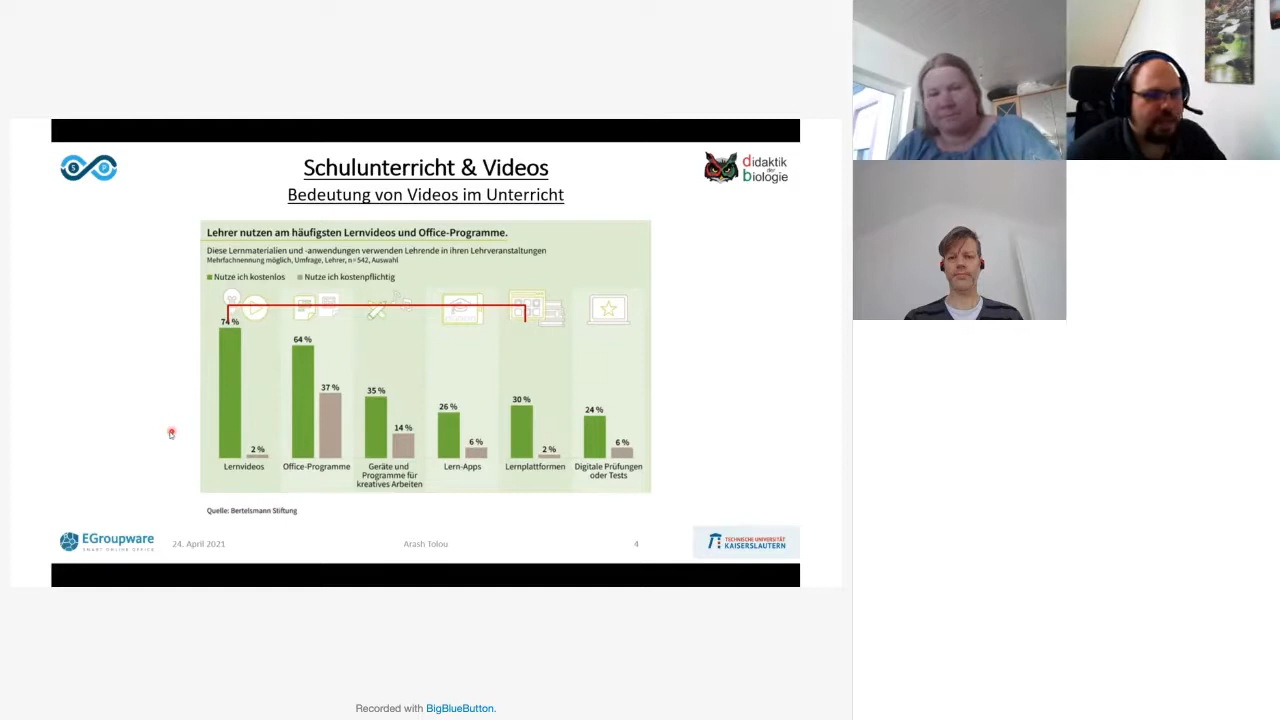 Schulunterricht & Videos
Bedeutung von Videos im Unterricht
S P
didaktik
der
biologie
Lehrer nutzen am häufigsten Lernvideos und Office-Programme.
Diese Lernmaterialien und -anwendungen verwenden Lehrende in ihren Lehrveranstaltungen
Mehrfachnennung möglich, Umfrage, Lehrer, n=542, Auswahl
Nutze ich kostenlos Nutze ich kostenpflichtig
74 % 2 %
64 % 37 %
35 % 14 %
26 % 6 %
30 % 2 %
24 % 6 %
Lernvideos
Office-Programme
Geräte und
Programme für
kreatives Arbeiten
Lern-Apps
Lernplattformen
Digitale Prüfungen
oder Tests
Quelle: Bertelsmann Stiftung
EGroupware
SMART ONLINE OFFICE
24. April 2021
Arash Tolou
4
TECHNISCHE UNIVERSITÄT
KAISERSLAUTERN
Recorded with BigBlueButton.